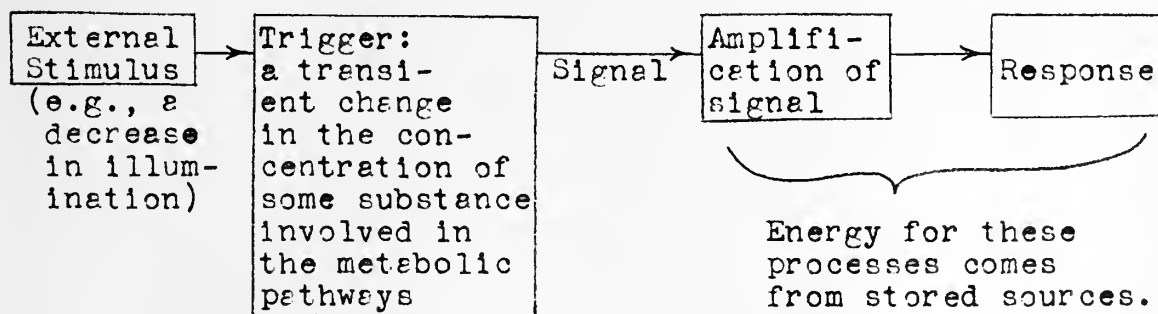 External
Stimulus
(e.g., a
decrease
in illum-
ination)
Trigger:
a transi-
ent change
in the con-
centration of
some substance
involved in
the metabolic
pathways
Signal
Amplifi-
cation of
signal
Response
Energy for these
processes comes
from stored sources.